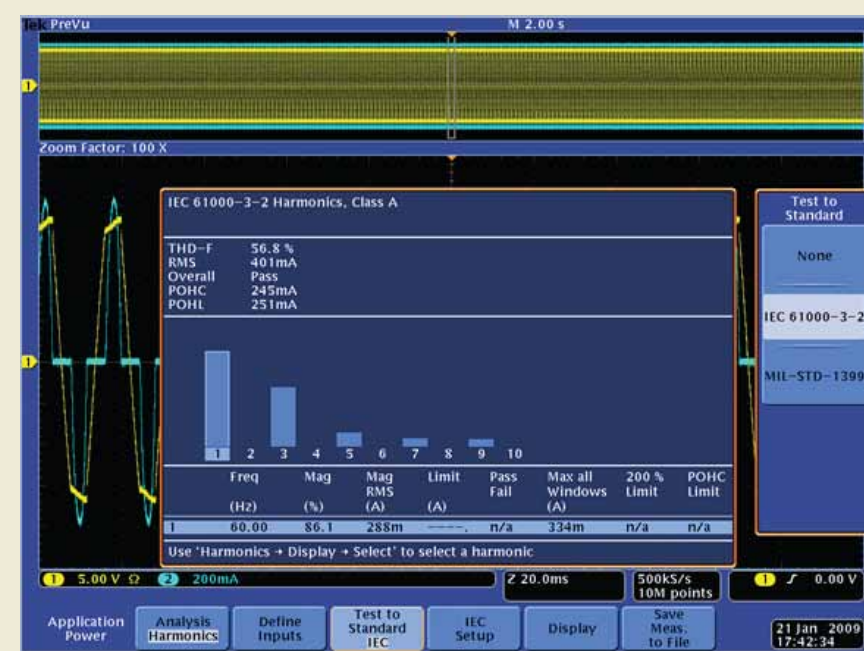 Tek PreVu M 2.00 s
1
Zoom Factor: 100 X
IEC 61000-3-2 Harmonics, Class A
THD-F 56.8 %
RMS 401mA
Overall Pass
POHC 245mA
POHL 251mA
1
1 2 3 4 5 6 7 8 9 10
Freq Mag Mag Limit Pass Max all 200 % POHC
RMS Fail Windows Limit Limit
(Hz) (%) (A) (A) (A)
1 60.00 86.1 288m ----. n/a 334m n/a n/a
Use 'Harmonics → Display → Select' to select a harmonic
Test to
Standard
None
IEC 61000-3-2
MIL-STD-1399
1 5.00 V Ω 2 200mA Z 20.0ms 500kS/s 1 0.00 V
10M points
Application
Power
Analysis
Harmonics
Define
Inputs
Test to
Standard
IEC
IEC
Setup
Display
Save
Meas.
to File
21 Jan 2009
17:42:34